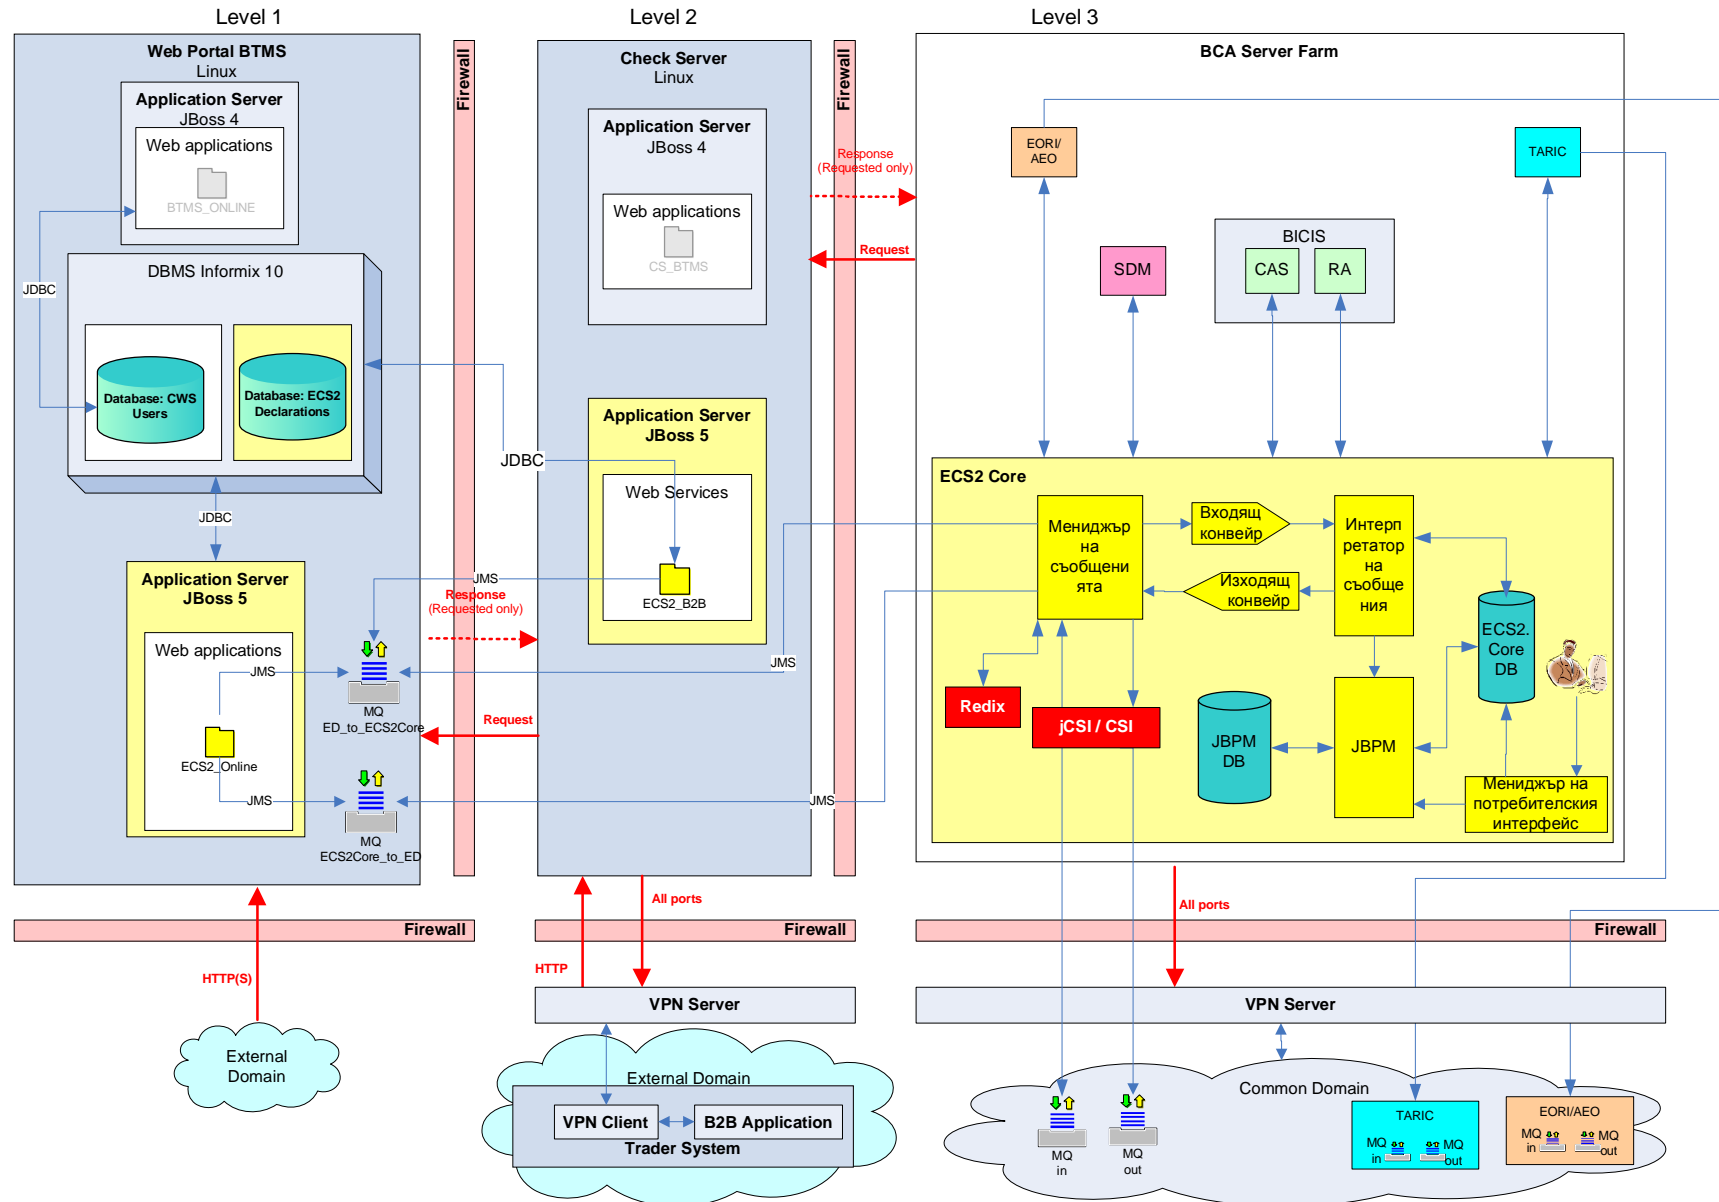 Level 1
Level 2
Level 3
Web Portal BTMS
Linux
Application Server
JBoss 4
Web applications
BTMS_ONLINE
DBMS Informix 10
JDBC
Database: CWS
Users
Database: ECS2
Declarations
JDBC
Application Server
JBoss 5
Web applications
JMS
ECS2_Online
JMS
MQ
ED_to_ECS2Core
MQ
ECS2Core_to_ED
Firewall
Response
(Requested only)
Request
Check Server
Linux
Application Server
JBoss 4
Web applications
CS_BTMS
Application Server
JBoss 5
JDBC
Web Services
JMS
ECS2_B2B
JMS
JMS
Firewall
Response
(Requested only)
Request
BCA Server Farm
EORI/
AEO
TARIC
BICIS
SDM
CAS
RA
ECS2 Core
Мениджър
на
съобщени
ята
Входящ
конвейр
Изходящ
конвейр
Интерп
ретатор
на
съобще
ния
ECS2.
Core
DB
Redix
jCSI / CSI
JBPM
DB
JBPM
Мениджър на
потребителския
интерфейс
All ports
All ports
Firewall
Firewall
Firewall
HTTP(S)
HTTP
VPN Server
VPN Server
External
Domain
External Domain
VPN Client
B2B Application
Trader System
Common Domain
MQ
in
MQ
out
TARIC
MQ
in
MQ
out
EORI/AEO
MQ
in
MQ
out